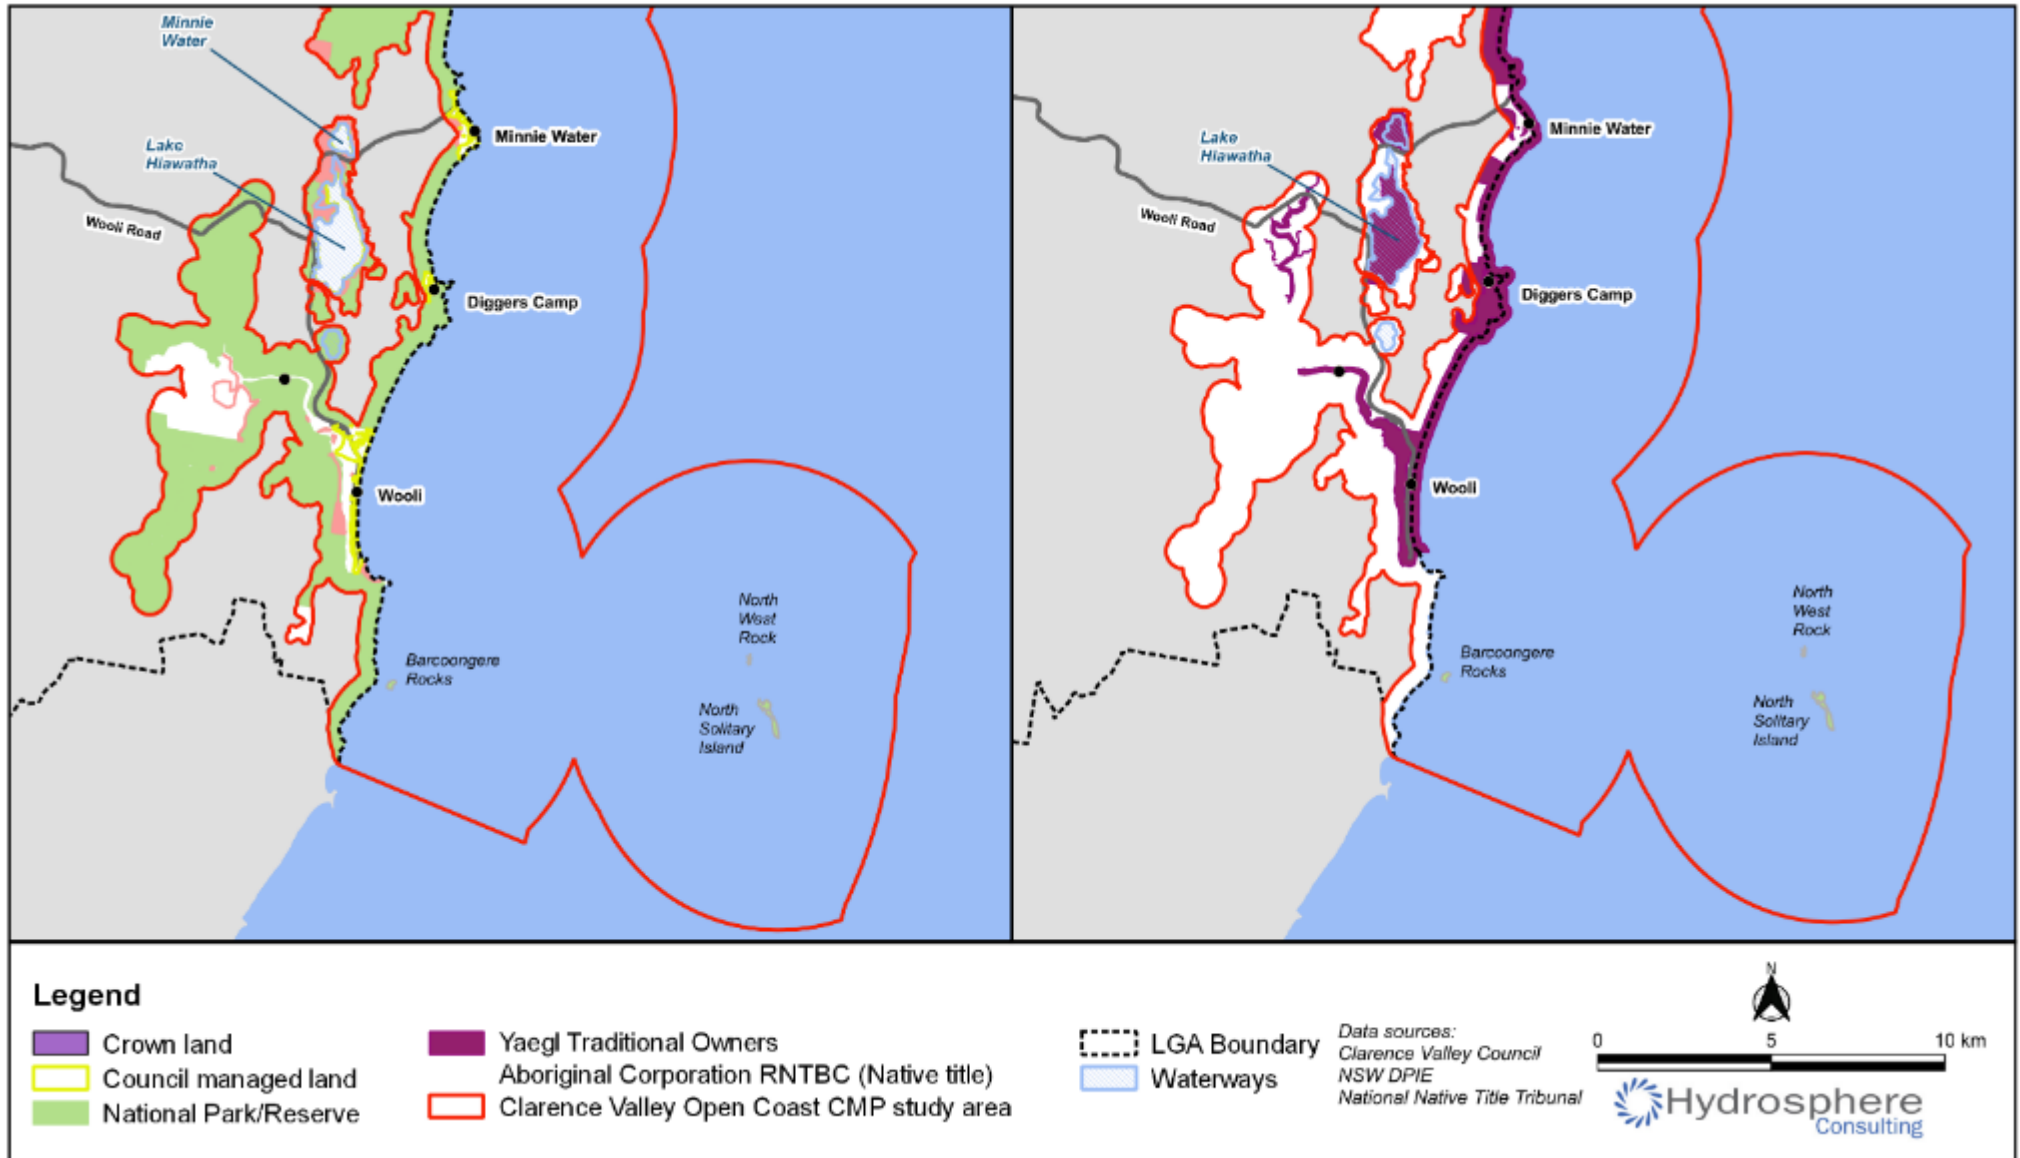 Minnie
Water
Lake
Hiawatha
Wooli Road
Minnie Water
Diggers Camp
Wooli
Barcoongere
Rocks
North
West
Rock
North
Solitary
Island
Lake
Hiawatha
Wooli Road
Minnie Water
Diggers Camp
Wooli
Barcoongere
Rocks
North
West
Rock
North
Solitary
Island
Legend
Crown land
Council managed land
National Park/Reserve
Yaegl Traditional Owners
Aboriginal Corporation RNTBC (Native title)
Clarence Valley Open Coast CMP study area
LGA Boundary
Waterways
Data sources:
Clarence Valley Council
NSW DPIE
National Native Title Tribunal
N
0 5 10 km
Hydrosphere
Consulting